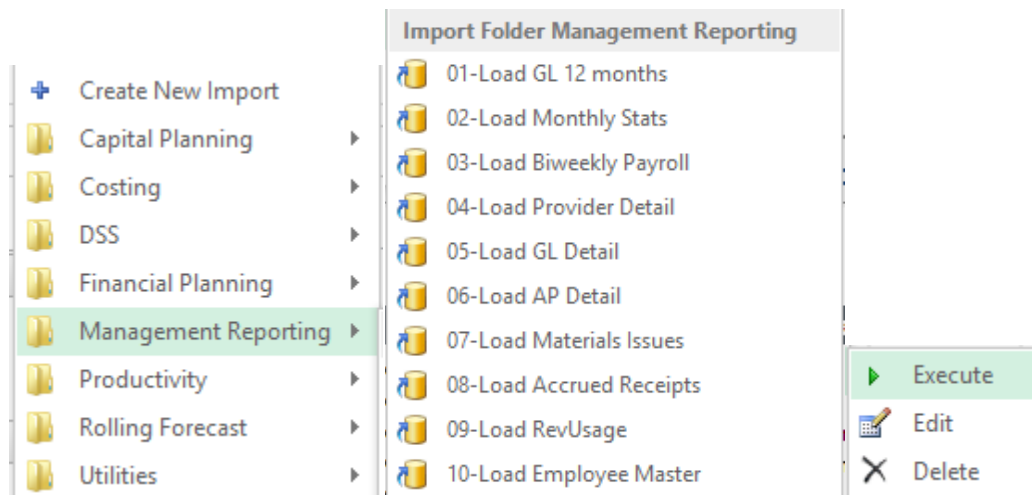 Create New Import
Capital Planning
Costing
DSS
Financial Planning
Management Reporting
Productivity
Rolling Forecast
Utilities
Import Folder Management Reporting
01-Load GL 12 months
02-Load Monthly Stats
03-Load Biweekly Payroll
04-Load Provider Detail
05-Load GL Detail
06-Load AP Detail
07-Load Materials Issues
08-Load Accrued Receipts
09-Load RevUsage
10-Load Employee Master
Execute
Edit
Delete